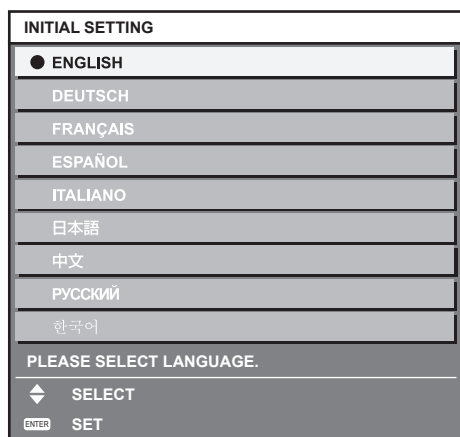 INITIAL SETTING
ENGLISH
DEUTSCH
FRANÇAIS
ESPAÑOL
ITALIANO
日本語
中文
РУССКИЙ
한국어
PLEASE SELECT LANGUAGE.
SELECT
ENTER SET